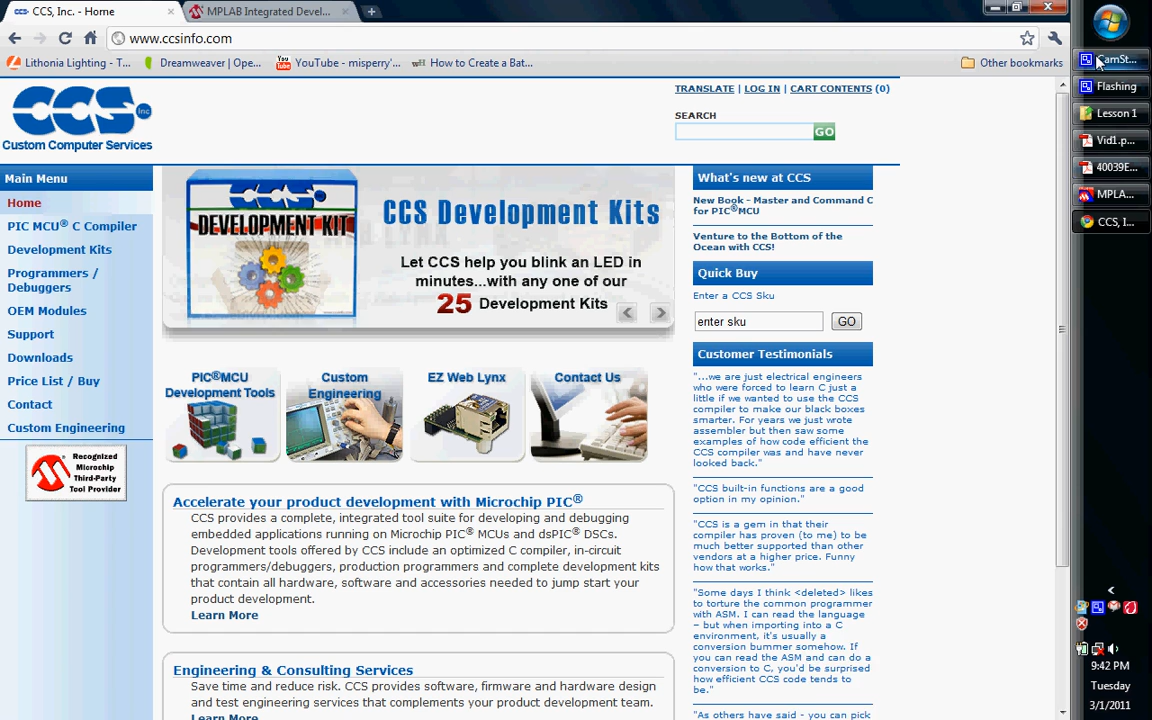 CCS, Inc. - Home
MPLAB Integrated Devel...
www.ccsinfo.com
Lithonia Lighting - T...
Dreamweaver | Ope...
YouTube - misperry'...
How to Create a Bat...
Other bookmarks
CCS Inc
Custom Computer Services
TRANSLATE | LOG IN | CART CONTENTS (0)
SEARCH
GO
Main Menu
Home
PIC MCU® C Compiler
Development Kits
Programmers /
Debuggers
OEM Modules
Support
Downloads
Price List / Buy
Contact
Custom Engineering
Recognized
Microchip
Third-Party
Tool Provider
CCS
DEVELOPMENT KIT
CCS Development Kits
Let CCS help you blink an LED in
minutes...with any one of our
25 Development Kits
PIC®MCU
Development Tools
Custom
Engineering
EZ Web Lynx
Contact Us
Accelerate your product development with Microchip PIC®
CCS provides a complete, integrated tool suite for developing and debugging
embedded applications running on Microchip PIC® MCUs and dsPIC® DSCs.
Development tools offered by CCS include an optimized C compiler, in-circuit
programmers/debuggers, production programmers and complete development kits
that contain all hardware, software and accessories needed to jump start your
product development.
Learn More
Engineering & Consulting Services
Save time and reduce risk. CCS provides software, firmware and hardware design
and test engineering services that complements your product development team.
Learn More
What's new at CCS
New Book - Master and Command C
for PIC®MCU
Venture to the Bottom of the
Ocean with CCS!
Quick Buy
Enter a CCS Sku
enter sku
GO
Customer Testimonials
"...we are just electrical engineers
who were forced to learn C just a
little if we wanted to use the CCS
compiler to make our black boxes
smarter. For years we just wrote
assembler but then saw some
examples of how code efficient the
CCS compiler was and have never
looked back."
"CCS built-in functions are a good
option in my opinion."
"CCS is a gem in that their
compiler has proven (to me) to be
much better supported than other
vendors at a higher price. Funny
how that works."
"Some days I think <deleted> likes
to torture the common programmer
with ASM. I can read the language
– but when importing into a C
environment, it's usually a
conversion bummer somehow. If
you can read the ASM and can do a
conversion to C, you'd be surprised
how efficient CCS code tends to
be."
"As others have said - you can pick
CamSt...
Flashing
Lesson 1
Vid1.p...
40039E...
MPLA...
CCS, I...
9:42 PM
Tuesday
3/1/2011